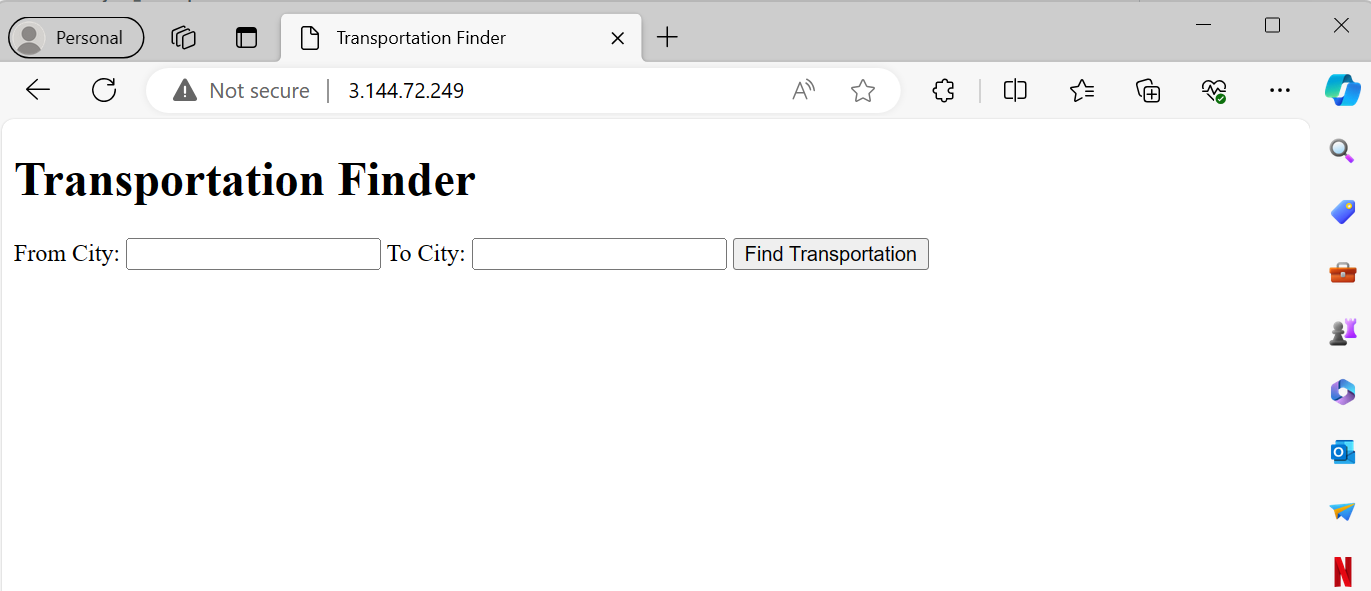 Personal
Transportation Finder
Not secure 3.144.72.249
Transportation Finder
From City: To City: Find Transportation